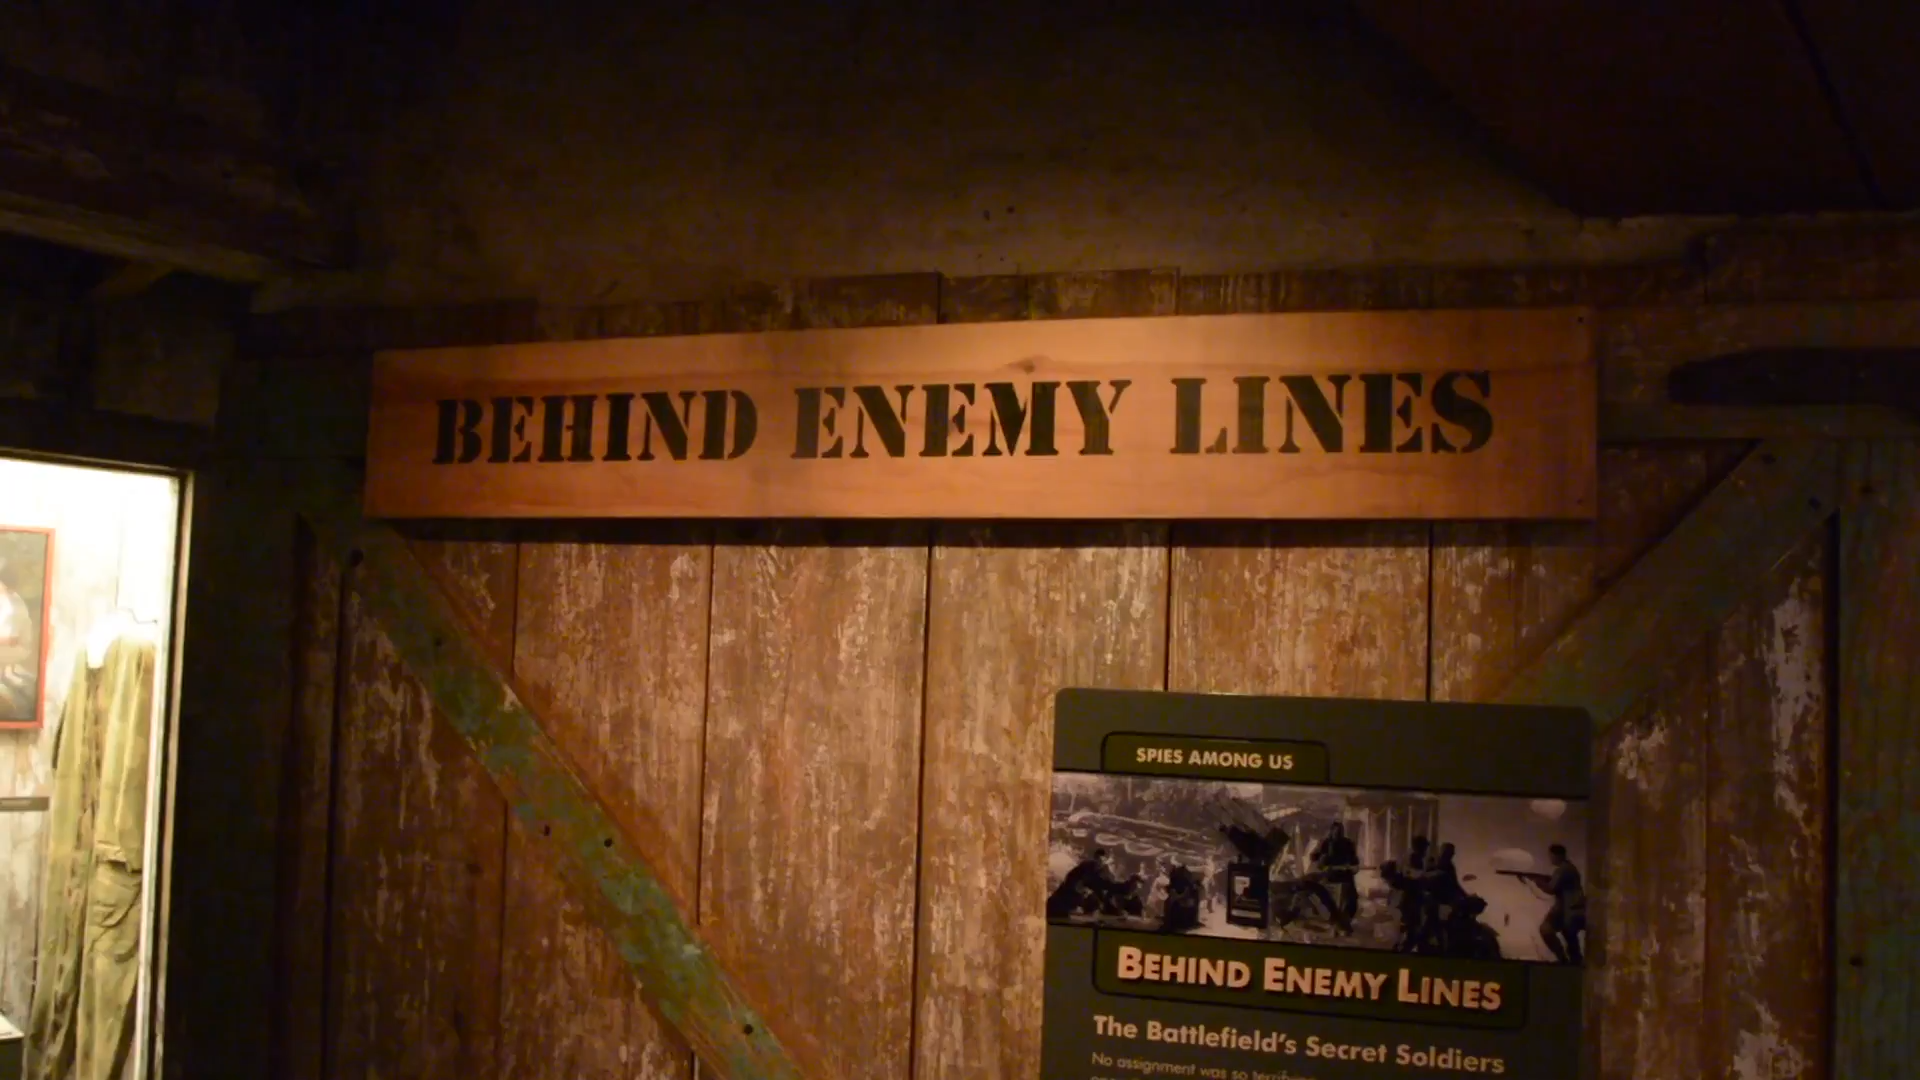 BEHIND ENEMY LINES
SPIES AMONG US
BEHIND ENEMY LINES
The Battlefield's Secret Soldiers
No assignment was so